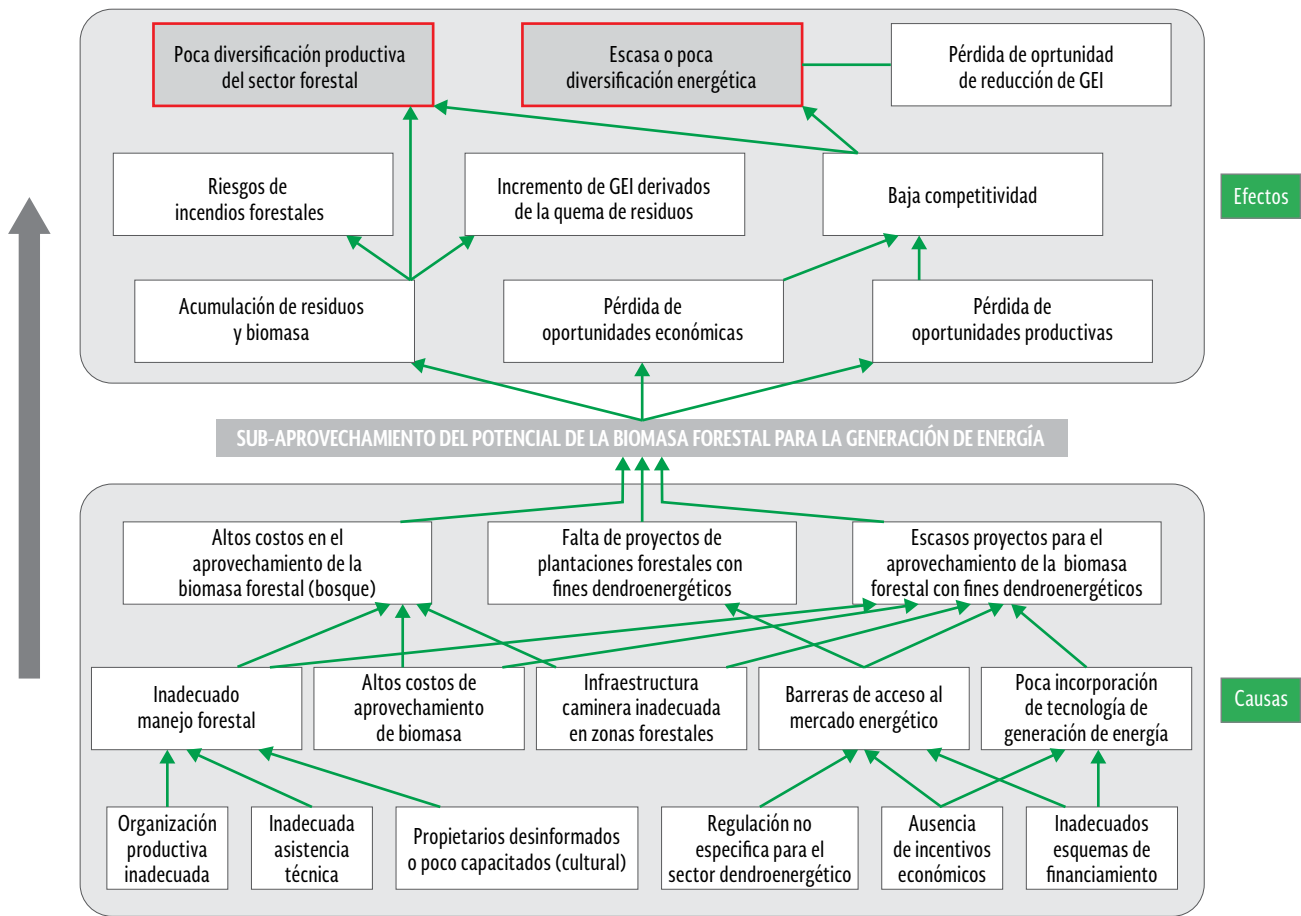 Poca diversificación productiva
del sector forestal
Escasa o poca
diversificación energética
Pérdida de oprtunidad
de reducción de GEI
Riesgos de
incendios forestales
Incremento de GEI derivados
de la quema de residuos
Baja competitividad
Efectos
Acumulación de residuos
y biomasa
Pérdida de
oportunidades económicas
Pérdida de
oportunidades productivas
SUB-APROVECHAMIENTO DEL POTENCIAL DE LA BIOMASA FORESTAL PARA LA GENERACIÓN DE ENERGÍA
Altos costos en el
aprovechamiento de la
biomasa forestal (bosque)
Falta de proyectos de
plantaciones forestales con
fines dendroenergéticos
Escasos proyectos para el
aprovechamiento de la biomasa
forestal con fines dendroenergéticos
Inadecuado
manejo forestal
Altos costos de
aprovechamiento
de biomasa
Infraestructura
caminera inadecuada
en zonas forestales
Barreras de acceso al
mercado energético
Poca incorporación
de tecnología de
generación de energía
Causas
Organización
productiva
inadecuada
Inadecuada
asistencia
técnica
Propietarios desinformados
o poco capacitados (cultural)
Regulación no
especifica para el
sector dendroenergético
Ausencia
de incentivos
económicos
Inadecuados
esquemas de
financiamiento